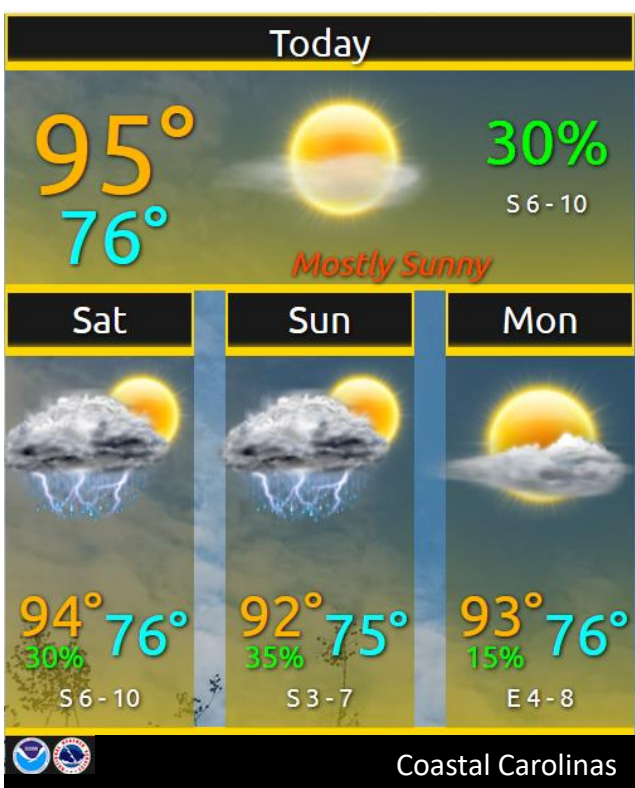 Today
95°
76°
30%
S 6 - 10
Mostly Sunny
Sat
Sun
Mon
94°
76°
30%
S 6 - 10
92°
75°
35%
S 3 - 7
93°
76°
15%
E 4 - 8
Coastal Carolinas